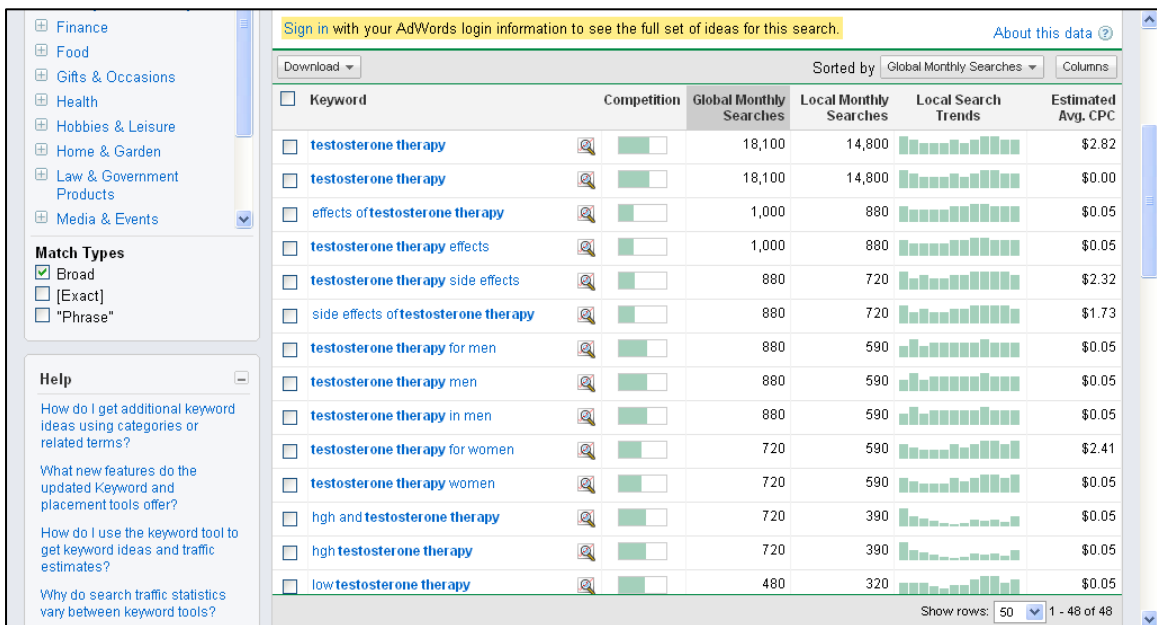 Finance
Food
Gifts & Occasions
Health
Hobbies & Leisure
Home & Garden
Law & Government
Products
Media & Events
Match Types
Broad
[Exact]
"Phrase"
Help
How do I get additional keyword
ideas using categories or
related terms?
What new features do the
updated Keyword and
placement tools offer?
How do I use the keyword tool to
get keyword ideas and traffic
estimates?
Why do search traffic statistics
vary between keyword tools?
Sign in with your AdWords login information to see the full set of ideas for this search.
About this data ?
Download Sorted by Global Monthly Searches Columns
Keyword Competition Global Monthly Searches Local Monthly Searches Local Search Trends Estimated Avg. CPC
testosterone therapy 18,100 14,800 $2.82
testosterone therapy 18,100 14,800 $0.00
effects of testosterone therapy 1,000 880 $0.05
testosterone therapy effects 1,000 880 $0.05
testosterone therapy side effects 880 720 $2.32
side effects of testosterone therapy 880 720 $1.73
testosterone therapy for men 880 590 $0.05
testosterone therapy men 880 590 $0.05
testosterone therapy in men 880 590 $0.05
testosterone therapy for women 720 590 $2.41
testosterone therapy women 720 590 $0.05
hgh and testosterone therapy 720 390 $0.05
hgh testosterone therapy 720 390 $0.05
low testosterone therapy 480 320 $0.05
Show rows: 50 1 - 48 of 48